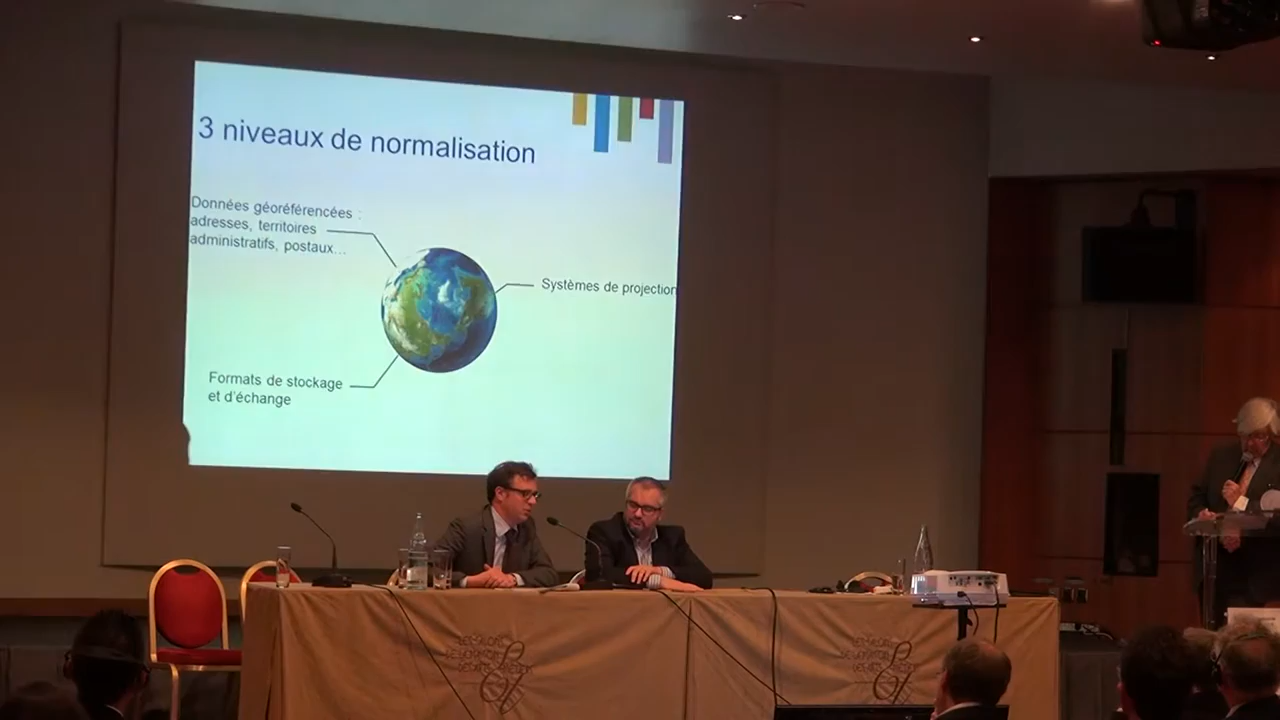 3 niveaux de normalisation
Données géoréférencées :
adresses, territoires
administratifs, postaux...
Systèmes de projection
Formats de stockage
et d'échange